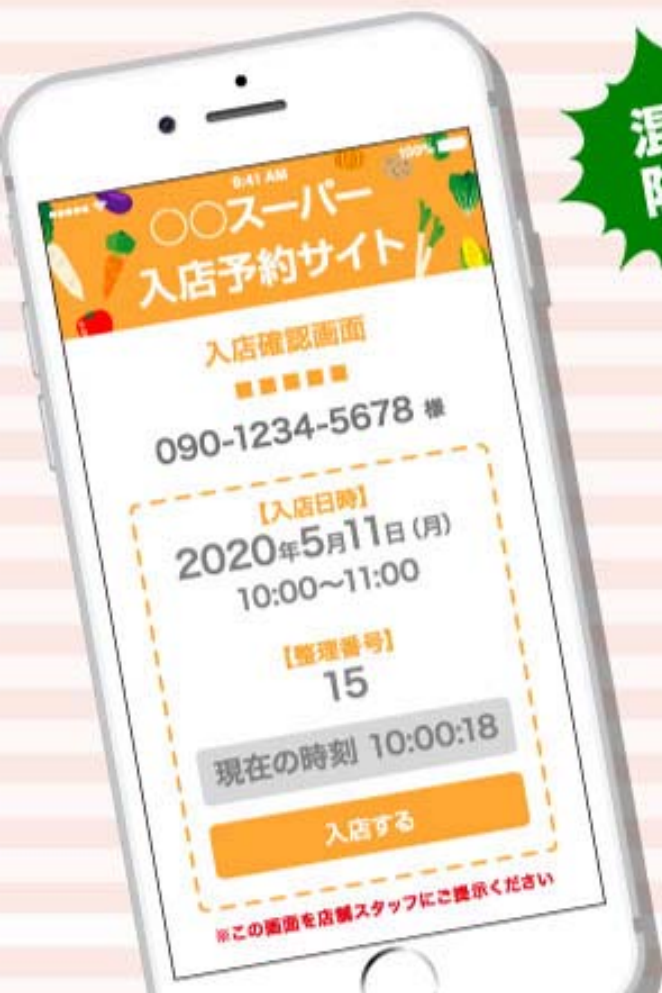 9:41 AM
100%
○○スーパー
入店予約サイト
入店確認画面
090-1234-5678 様
【入店日時】
2020年5月11日(月)
10:00〜11:00
【整理番号】
15
現在の時刻 10:00:18
入店する
※この画面を店舗スタッフにご提示ください